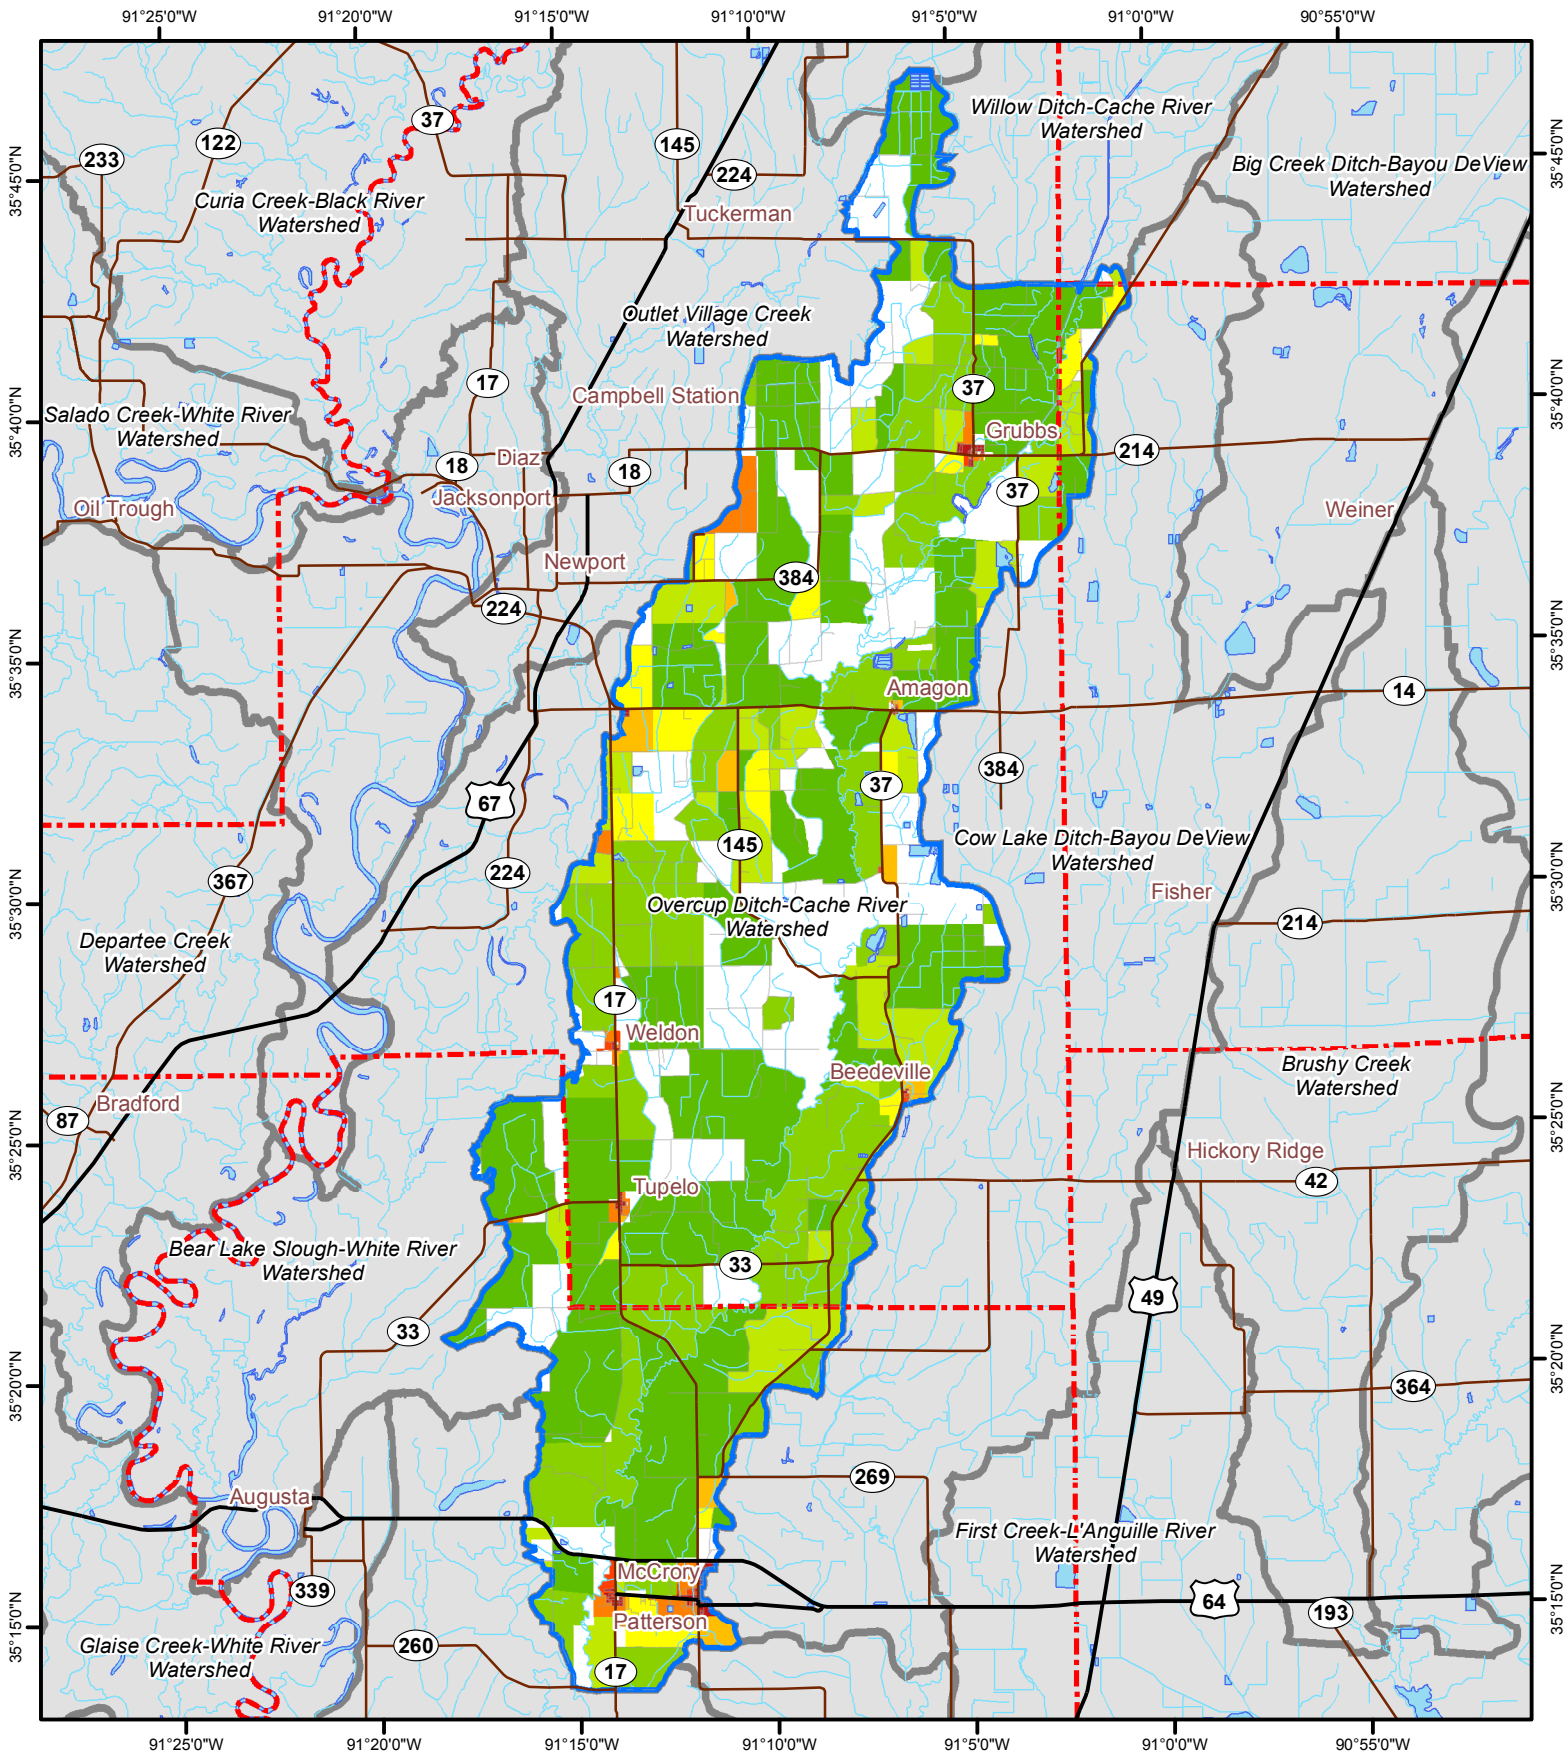 91°25'0"W
91°20'0"W
91°15'0"W
91°10'0"W
91°5'0"W
91°0'0"W
90°55'0"W
Willow Ditch-Cache River
Watershed
37
122
145
233
35°45'0"N
35°45'0"N
Big Creek Ditch-Bayou DeView
Watershed
224
Curia Creek-Black River
Watershed
Tuckerman
Outlet Village Creek
Watershed
17
37
Campbell Station
35°40'0"N
35°40'0"N
Salado Creek-White River
Watershed
Grubbs
214
Diaz
18
18
Jacksonport
37
Oil Trough
Weiner
Newport
384
224
35°35'0"N
35°35'0"N
Amagon
14
384
37
67
Cow Lake Ditch-Bayou DeView
Watershed
145
224
367
35°30'0"N
35°30'0"N
Fisher
Overcup Ditch-Cache River
Watershed
214
Departee Creek
Watershed
17
Weldon
Beedeville
Brushy Creek
Watershed
Bradford
87
35°25'0"N
35°25'0"N
Hickory Ridge
42
Tupelo
Bear Lake Slough-White River
Watershed
33
49
33
35°20'0"N
35°20'0"N
364
269
Augusta
First Creek-L'Anguille River
Watershed
McCrory
339
64
193
35°15'0"N
35°15'0"N
Patterson
Glaise Creek-White River
Watershed
260
17
91°25'0"W
91°20'0"W
91°15'0"W
91°10'0"W
91°5'0"W
91°0'0"W
90°55'0"W